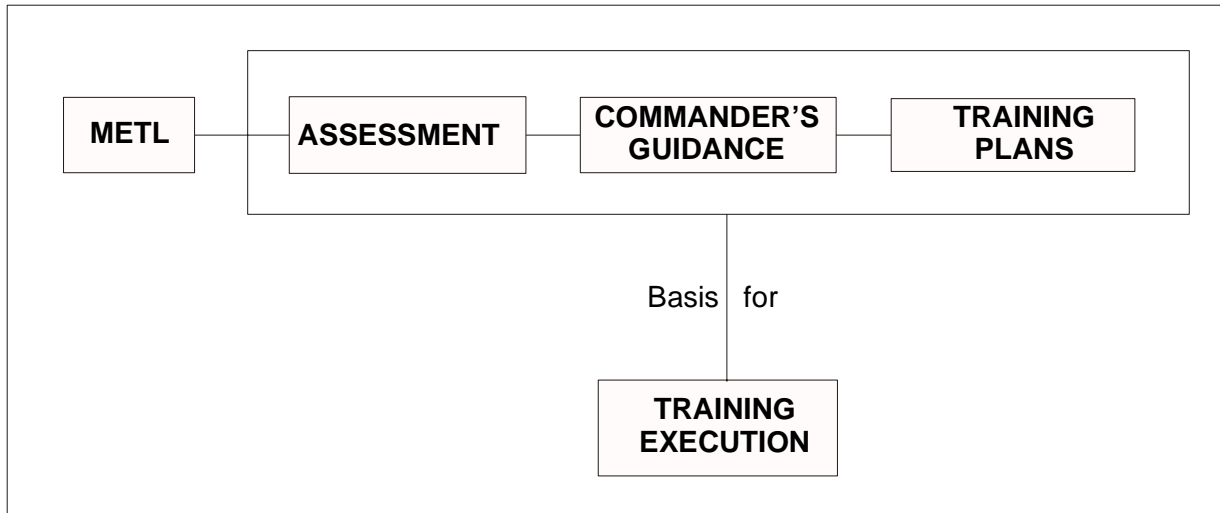 METL
ASSESSMENT
COMMANDER'S
GUIDANCE
TRAINING
PLANS
Basis for
TRAINING
EXECUTION